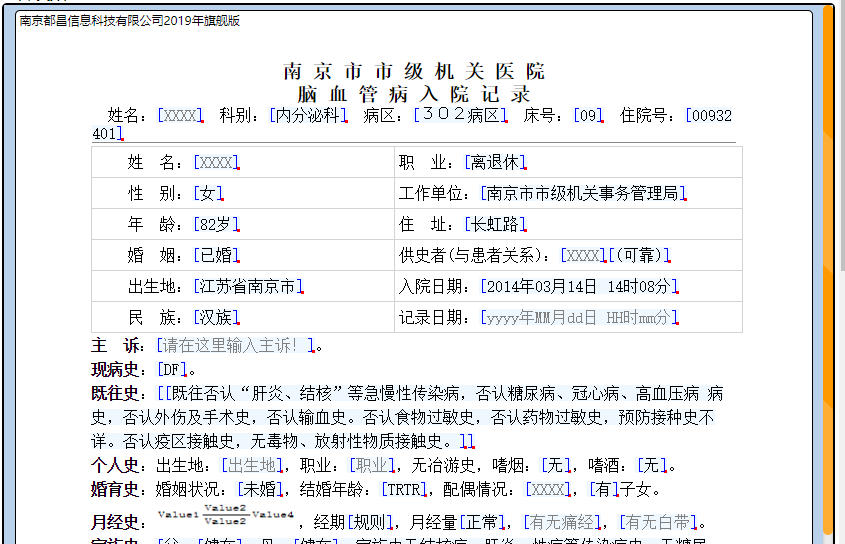 南京都昌信息科技有限公司2019年旗舰版
南京市市级机关医院
脑血管病入院记录
姓名：[XXXX] 科别：[内分泌科] 病区：[３０２病区] 床号：[09] 住院号：[00932
401]
姓 名：[XXXX] 职 业：[离退休]
性 别：[女] 工作单位：[南京市市级机关事务管理局]
年 龄：[82岁] 住 址：[长虹路]
婚 姻：[已婚] 供史者(与患者关系)：[XXXX][(可靠)]
出生地：[江苏省南京市] 入院日期：[2014年03月14日 14时08分]
民 族：[汉族] 记录日期：[yyyy年MM月dd日 HH时mm分]
主 诉：[请在这里输入主诉！]。
现病史：[DF]。
既往史：[[既往否认“肝炎、结核”等急慢性传染病，否认糖尿病、冠心病、高血压病 病
史，否认外伤及手术史，否认输血史。否认食物过敏史，否认药物过敏史，预防接种史不
详。否认疫区接触史，无毒物、放射性物质接触史。]]
个人史：出生地：[出生地]，职业：[职业]，无冶游史，嗜烟：[无]，嗜酒：[无]。
婚育史：婚姻状况：[未婚]，结婚年龄：[TRTR]，配偶情况：[XXXX]，[有]子女。
月经史：Value1 Value2 Value2 Value4，经期[规则]，月经量[正常]，[有无痛经]，[有无白带]。